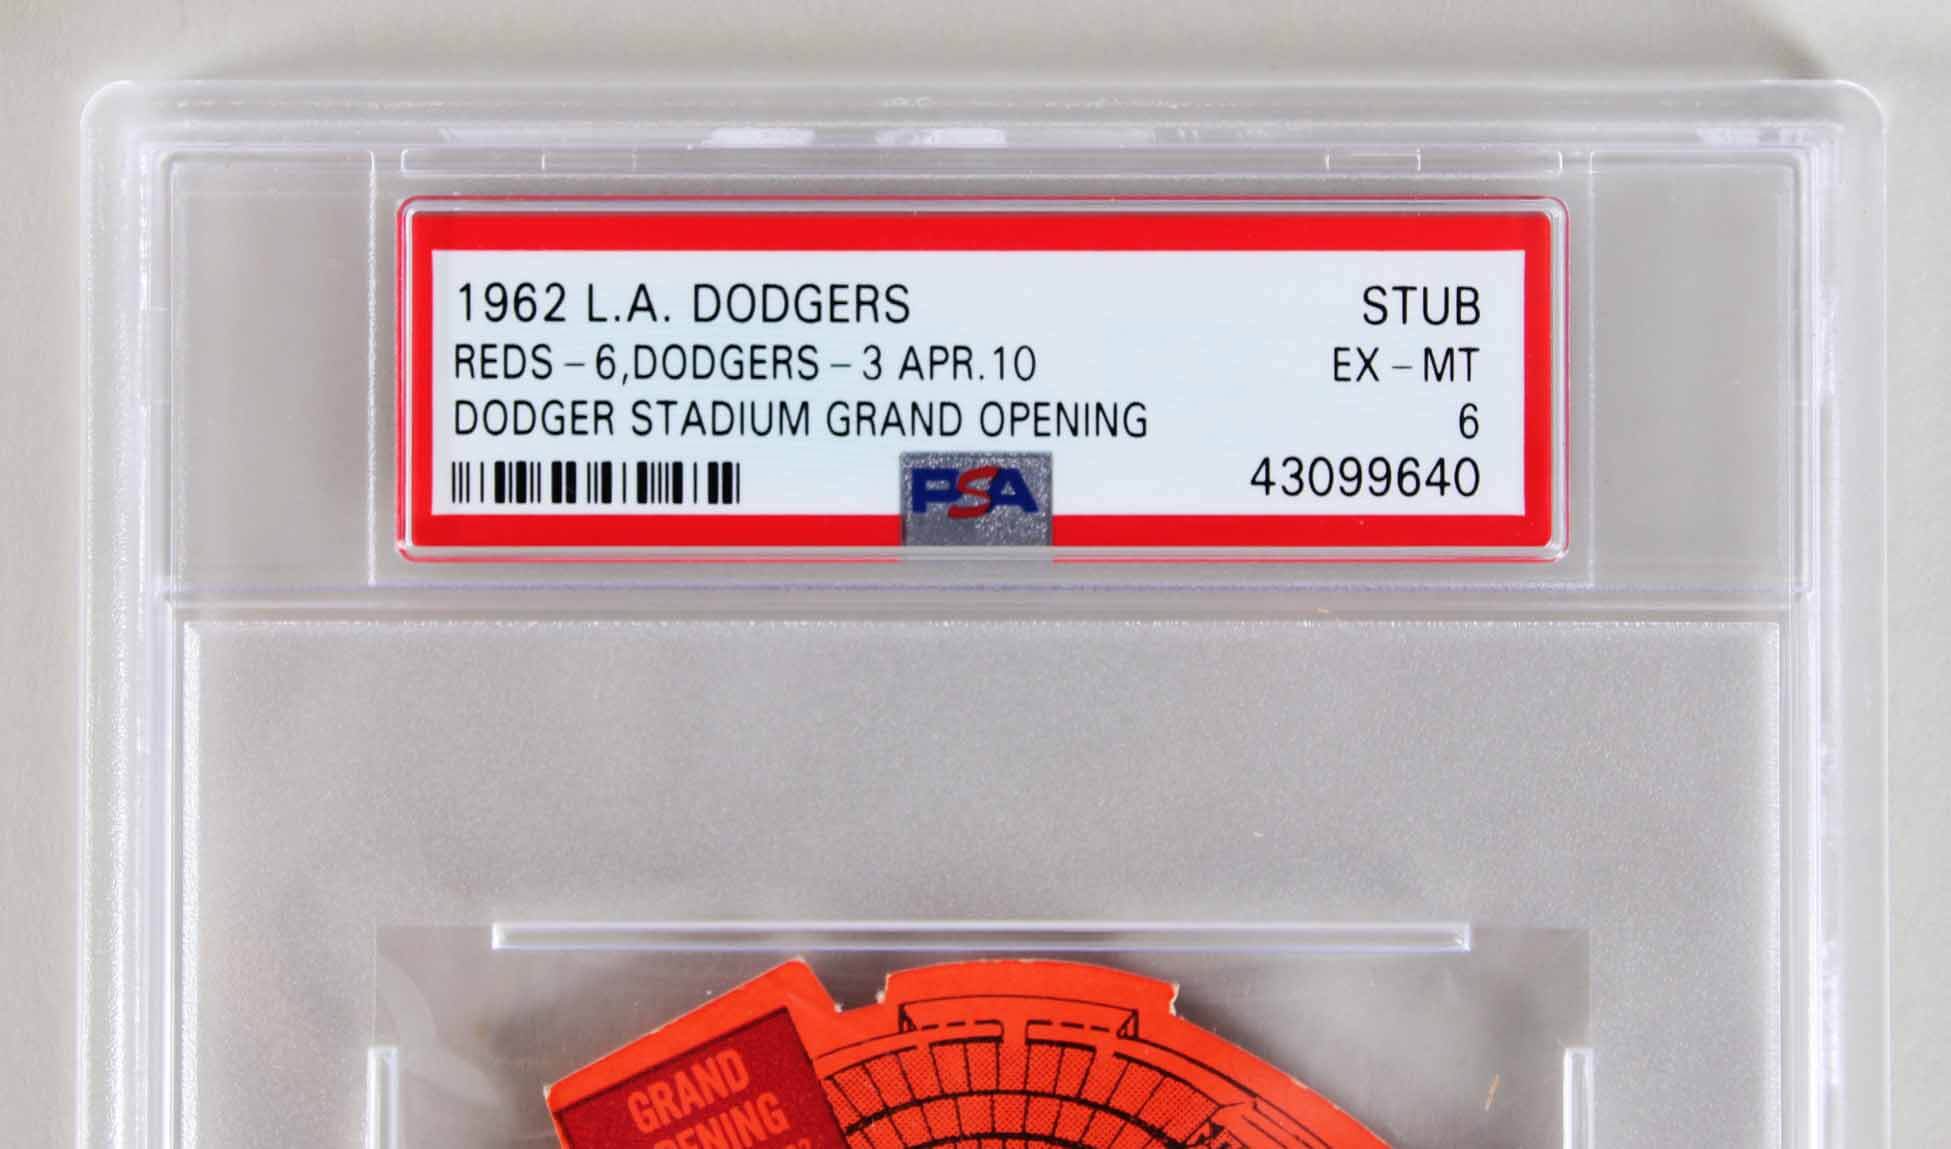 1962 L.A. DODGERS STUB
REDS-6,DODGERS-3 APR.10 EX-MT
DODGER STADIUM GRAND OPENING 6
PSA 43099640
GRAND